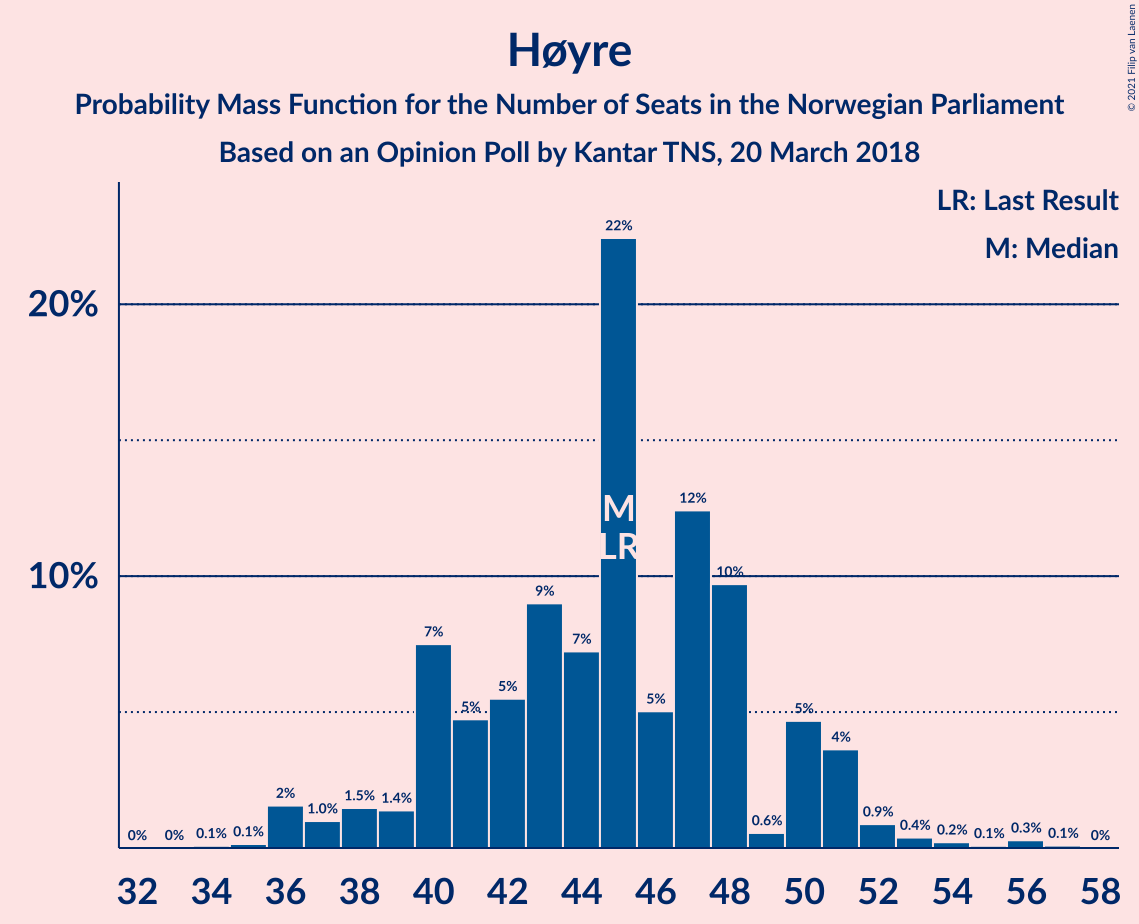 Høyre
Probability Mass Function for the Number of Seats in the Norwegian Parliament
Based on an Opinion Poll by Kantar TNS, 20 March 2018
© 2021 Filip van Laenen
LR: Last Result
M: Median
20%
10%
0% 0% 0.1% 0.1% 2% 1.0% 1.5% 1.4% 7% 5% 5% 9% 7% 22% 5% 12% 10% 0.6% 5% 4% 0.9% 0.4% 0.2% 0.1% 0.3% 0.1% 0%
M
LR
32 34 36 38 40 42 44 46 48 50 52 54 56 58